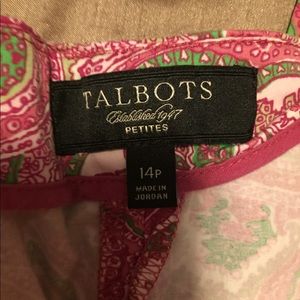 TALBOTS
Established 1947
PETITES
14P
MADE IN
JORDAN